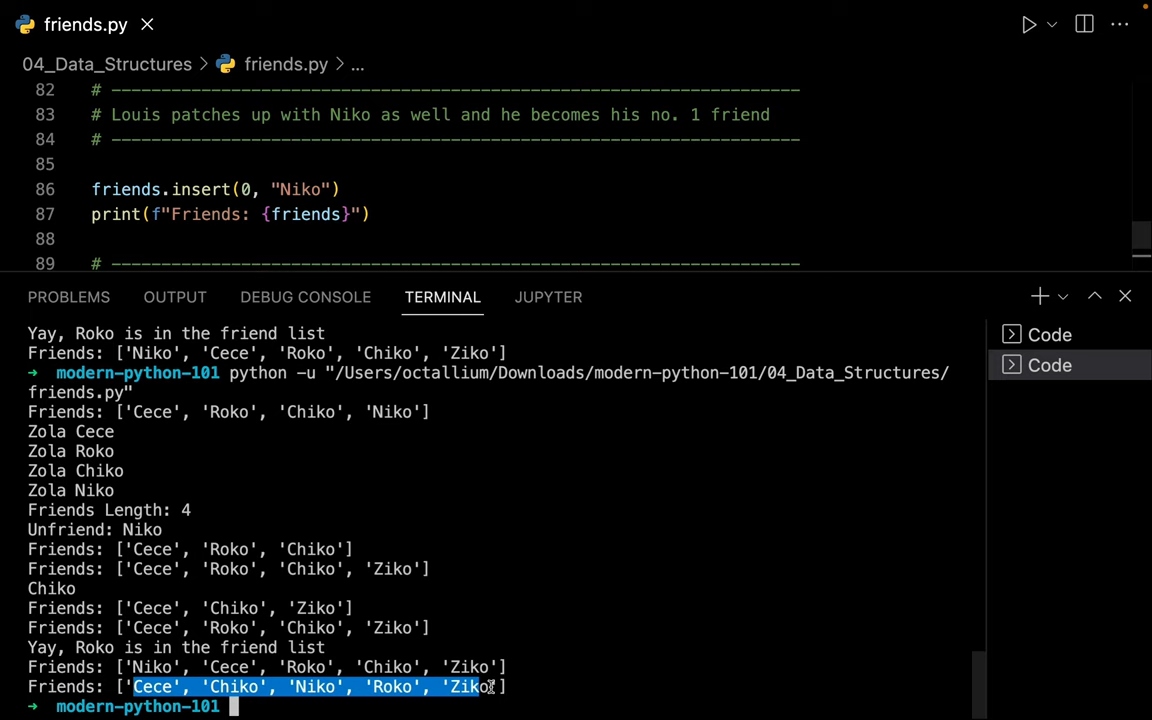 friends.py
04_Data_Structures > friends.py > ...
82 # ---------------------------------------------------------------------
83 # Louis patches up with Niko as well and he becomes his no. 1 friend
84 # ---------------------------------------------------------------------
85
86 friends.insert(0, "Niko")
87 print(f"Friends: {friends}")
88
89 # ---------------------------------------------------------------------
PROBLEMS OUTPUT DEBUG CONSOLE TERMINAL JUPYTER
Yay, Roko is in the friend list
Friends: ['Niko', 'Cece', 'Roko', 'Chiko', 'Ziko']
→ modern-python-101 python -u "/Users/octallium/Downloads/modern-python-101/04_Data_Structures/
friends.py"
Friends: ['Cece', 'Roko', 'Chiko', 'Niko']
Zola Cece
Zola Roko
Zola Chiko
Zola Niko
Friends Length: 4
Unfriend: Niko
Friends: ['Cece', 'Roko', 'Chiko']
Friends: ['Cece', 'Roko', 'Chiko', 'Ziko']
Chiko
Friends: ['Cece', 'Chiko', 'Ziko']
Friends: ['Cece', 'Roko', 'Chiko', 'Ziko']
Yay, Roko is in the friend list
Friends: ['Niko', 'Cece', 'Roko', 'Chiko', 'Ziko']
Friends: ['Cece', 'Chiko', 'Niko', 'Roko', 'Ziko']
→ modern-python-101
Code
Code